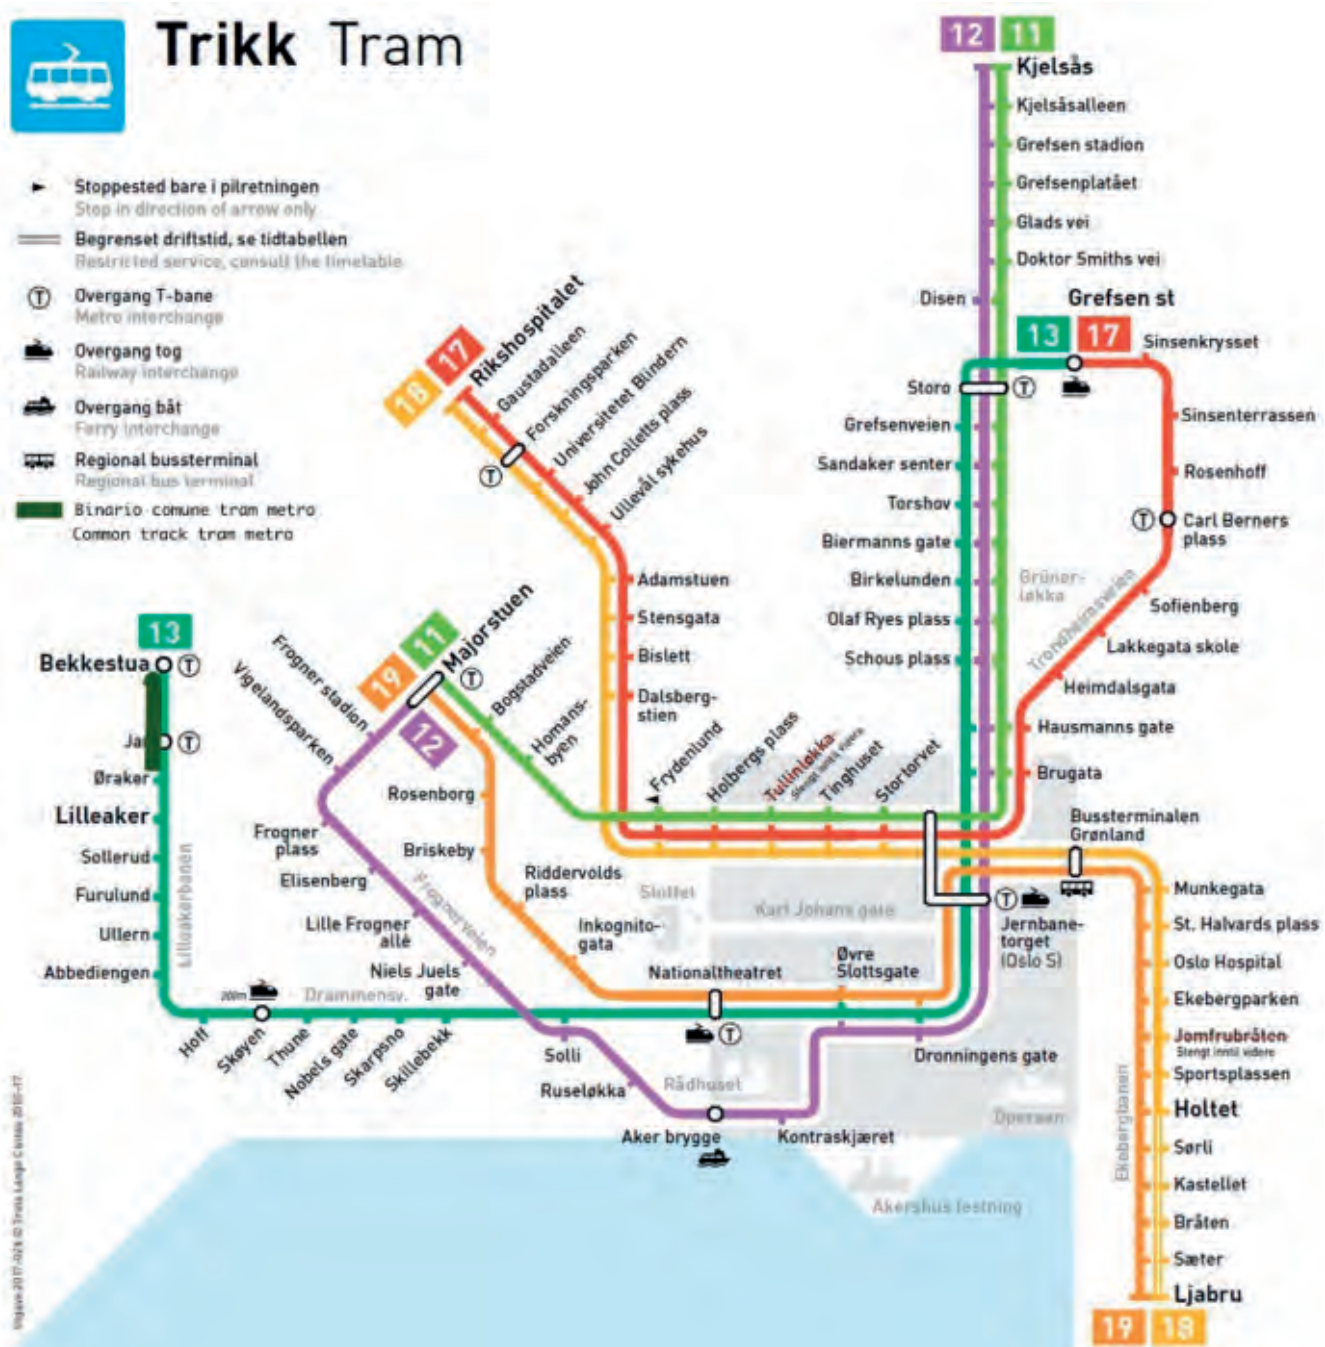 Trikk Tram
Stoppested bare i pilretningen
Stop in direction of arrow only
Begrenset driftstid, se tidtabellen
Restricted service, consult the timetable
T
Overgang T-bane
Metro interchange
Overgang tog
Railway interchange
Overgang båt
Ferry interchange
Regional bussterminal
Regional bus terminal
Binario comune tram metro
Common track tram metro
12 11
Kjelsås
Kjelsåsalleen
Grefsen stadion
Grefsenplatået
Glads vei
Doktor Smiths vei
Disen
Grefsen st
13 17
Sinsenkrysset
Storo
T
Grefsenveien
Sinsenterrassen
Sandaker senter
Rosenhoff
Torshov
T
Carl Berners
plass
Biermanns gate
Birkelunden
Grüner-
løkka
Trondheimsveien
Sofienberg
Olaf Ryes plass
Lakkegata skole
Schous plass
Heimdalsgata
Hausmanns gate
Brugata
18 17
Rikshospitalet
Gaustadalleen
Forskningsparken
T
Universitetet Blindern
John Colletts plass
Ullevål sykehus
Adamstuen
Stensgata
Bislett
Dalsberg-
stien
Frydenlund
Holbergs plass
Tullinløkka
Tinghuset
Stortorvet
13
Bekkestua
T
T
Øraker
Lilleaker
Sollerud
Furulund
Ullern
Abbediengen
Lilleakerbanen
19 11
Majorstuen
T
12
Bogstadveien
Homans-
byen
Frogner stadion
Vigelandsparken
Frogner
plass
Elisenberg
Lille Frogner
allè
Niels Juels
gate
Frognerveien
Rosenborg
Briskeby
Riddervolds
plass
Inkognito-
gata
Slottet
Karl Johans gate
Nationaltheatret
T
Øvre
Slottsgate
T
Jernbane-
torget
(Oslo S)
Bussterminalen
Grønland
Munkegata
St. Halvards plass
Oslo Hospital
Ekebergparken
Jomfrubråten
Stengt inntil videre
Sportsplassen
Holtet
Sørli
Kastellet
Bråten
Sæter
Ljabru
19 18
Ekebergbanen
200m
Drammensv.
Hoff
Skøyen
Thune
Nobels gate
Skarpsno
Skillebekk
Solli
Ruseløkka
Rådhuset
Aker brygge
Kontraskjæret
Dronningens gate
Operaen
Akershus festning